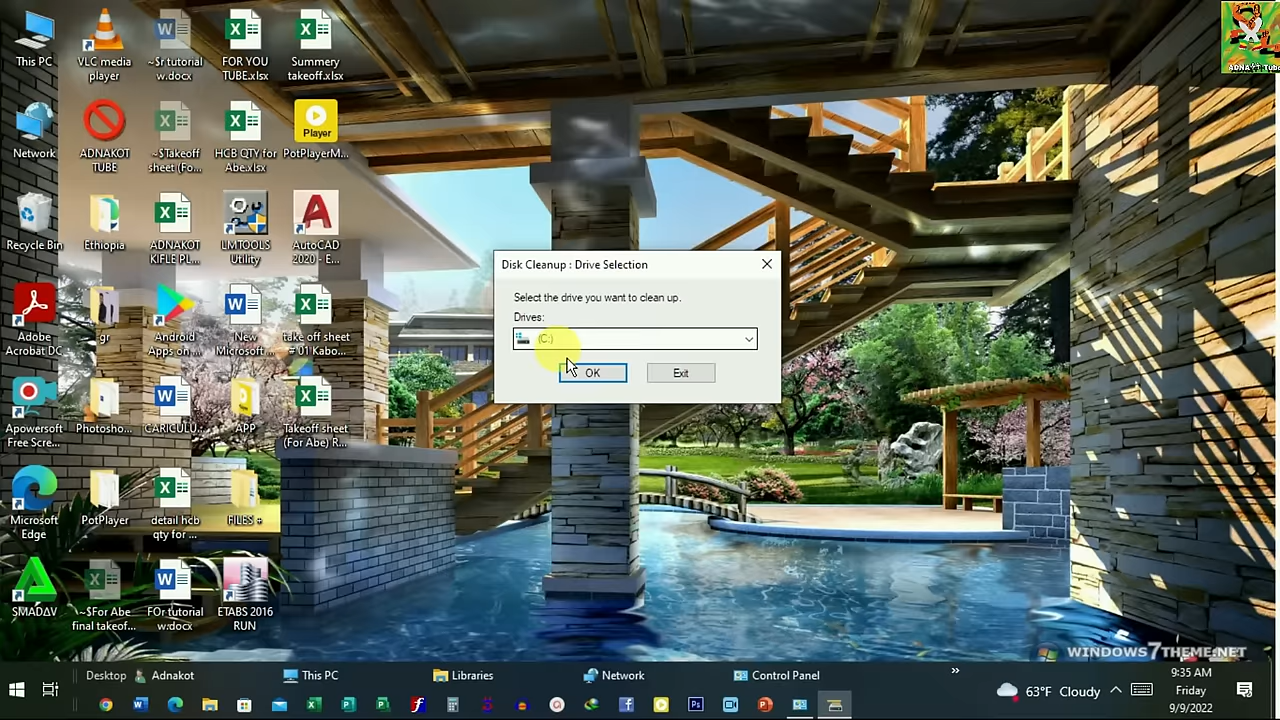 This PC
VLC media
player
~$r tutorial
w.docx
FOR YOU
TUBE.xlsx
Summery
takeoff.xlsx
Network
ADNAKOT
TUBE
~$Takeoff
sheet (Fo...
HCB QTY for
Abe.xlsx
Player
PotPlayerM...
Recycle Bin
Ethiopia
ADNAKOT
KIFLE PL...
LMTOOLS
Utility
AutoCAD
2020 - E...
Adobe
Acrobat DC
gr
Android
Apps on ...
New
Microsoft ...
take off sheet
# 01 Kabo...
Apowersoft
Free Scre...
Photosho...
CARICULU...
APP
Takeoff sheet
(For Abe) R...
Microsoft
Edge
PotPlayer
detail hcb
qty for ...
FILES +
SMADAV
~$For Abe
final takeof...
FOr tutorial
w.docx
ETABS 2016
RUN
Disk Cleanup : Drive Selection
Select the drive you want to clean up.
Drives:
(C:)
OK
Exit
ADNAKOT Tube
WINDOWS7THEME.NET
Desktop
Adnakot
This PC
Libraries
Network
Control Panel
63°F Cloudy
9:35 AM
Friday
9/9/2022